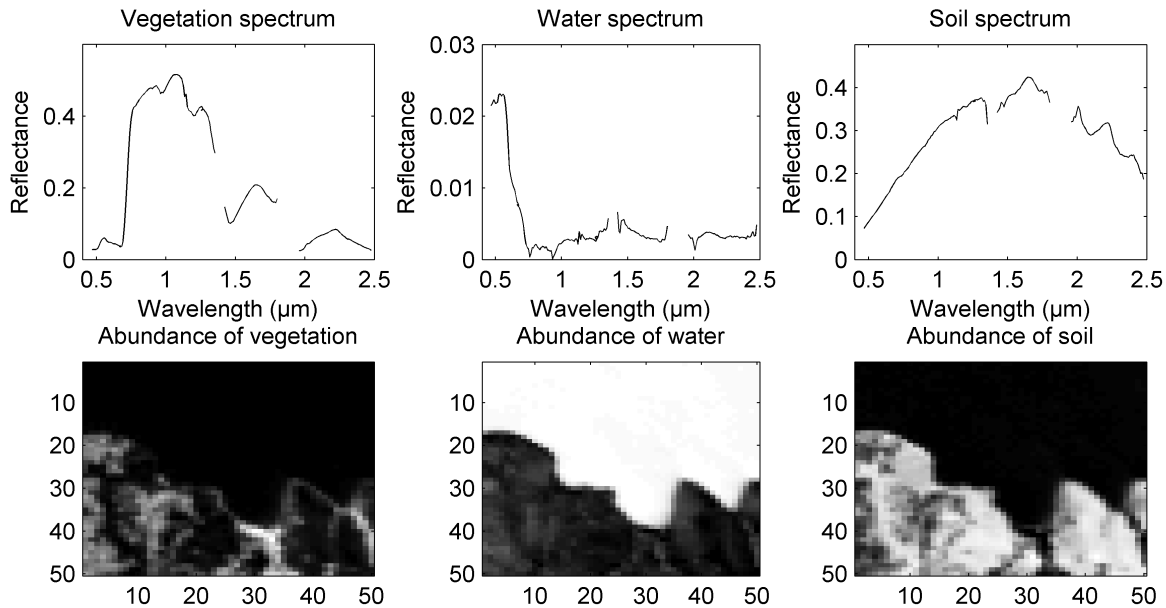 Vegetation spectrum
Water spectrum
Soil spectrum
Reflectance
0.4
0.2
0
0.5 1 1.5 2 2.5
Wavelength (µm)
Reflectance
0.03
0.02
0.01
0
0.5 1 1.5 2 2.5
Wavelength (µm)
Reflectance
0.5
0.4
0.3
0.2
0.1
0
0.5 1 1.5 2 2.5
Wavelength (µm)
Abundance of vegetation
10
20
30
40
50
10 20 30 40 50
Abundance of water
10
20
30
40
50
10 20 30 40 50
Abundance of soil
10
20
30
40
50
10 20 30 40 50